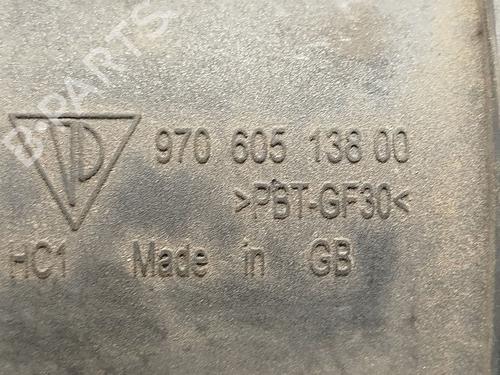 B-PARTS
970 605 138 00
>PBT-GF30<
HC1 Made in GB